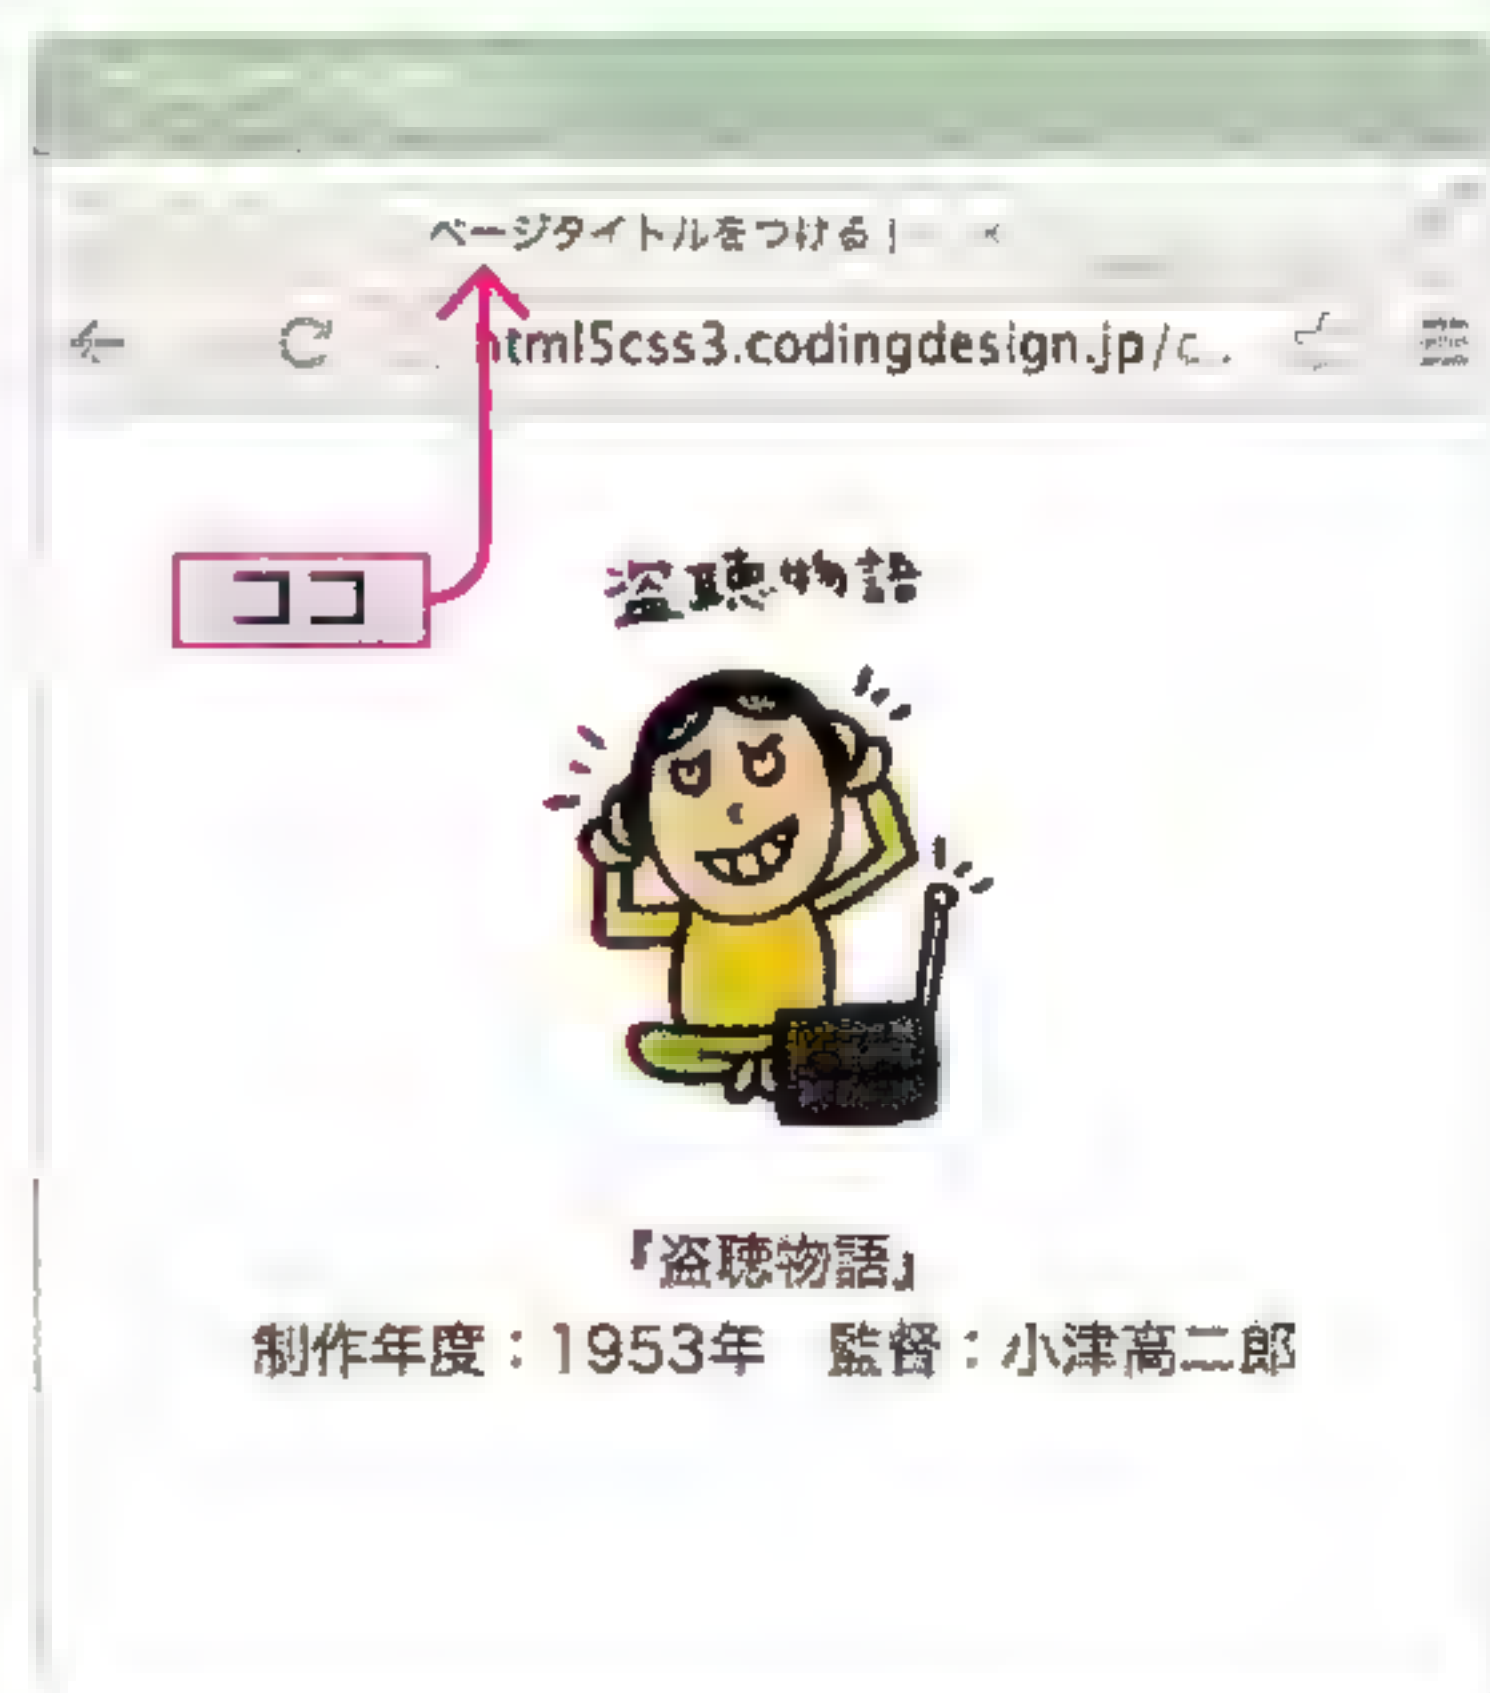 ページタイトルをつける |
html5css3.codingdesign.jp/c...
ココ
盗聴物語
『盗聴物語』
制作年度：1953年　監督：小津高二郎